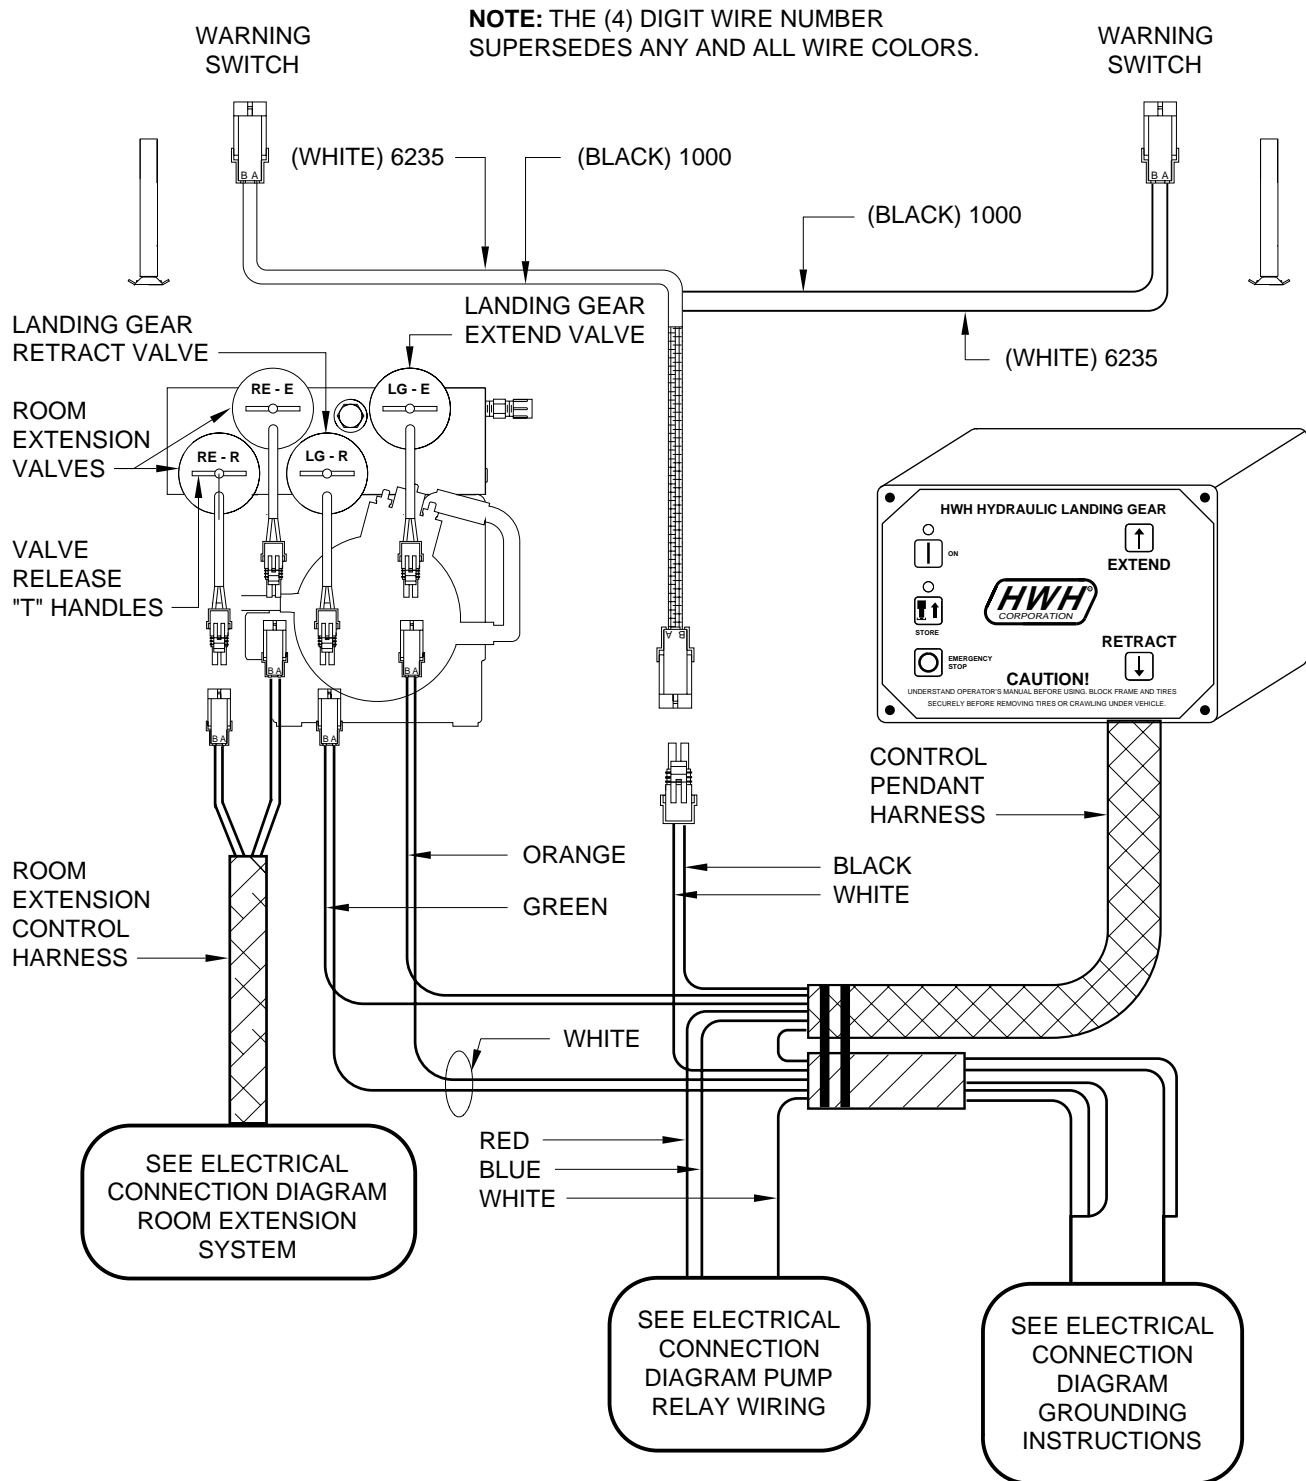 NOTE: THE (4) DIGIT WIRE NUMBER
SUPERSEDES ANY AND ALL WIRE COLORS.
WARNING
SWITCH
WARNING
SWITCH
B A
B A
(WHITE) 6235
(BLACK) 1000
(BLACK) 1000
(WHITE) 6235
LANDING GEAR
EXTEND VALVE
LANDING GEAR
RETRACT VALVE
RE - E
LG - E
ROOM
EXTENSION
VALVES
RE - R
LG - R
VALVE
RELEASE
"T" HANDLES
B A
B A
B A
B A
B A
HWH HYDRAULIC LANDING GEAR
ON
EXTEND
HWH®
CORPORATION
STORE
RETRACT
EMERGENCY
STOP
CAUTION!
UNDERSTAND OPERATOR'S MANUAL BEFORE USING. BLOCK FRAME AND TIRES
SECURELY BEFORE REMOVING TIRES OR CRAWLING UNDER VEHICLE.
CONTROL
PENDANT
HARNESS
ORANGE
GREEN
BLACK
WHITE
ROOM
EXTENSION
CONTROL
HARNESS
WHITE
RED
BLUE
WHITE
SEE ELECTRICAL
CONNECTION DIAGRAM
ROOM EXTENSION
SYSTEM
SEE ELECTRICAL
CONNECTION
DIAGRAM PUMP
RELAY WIRING
SEE ELECTRICAL
CONNECTION
DIAGRAM
GROUNDING
INSTRUCTIONS